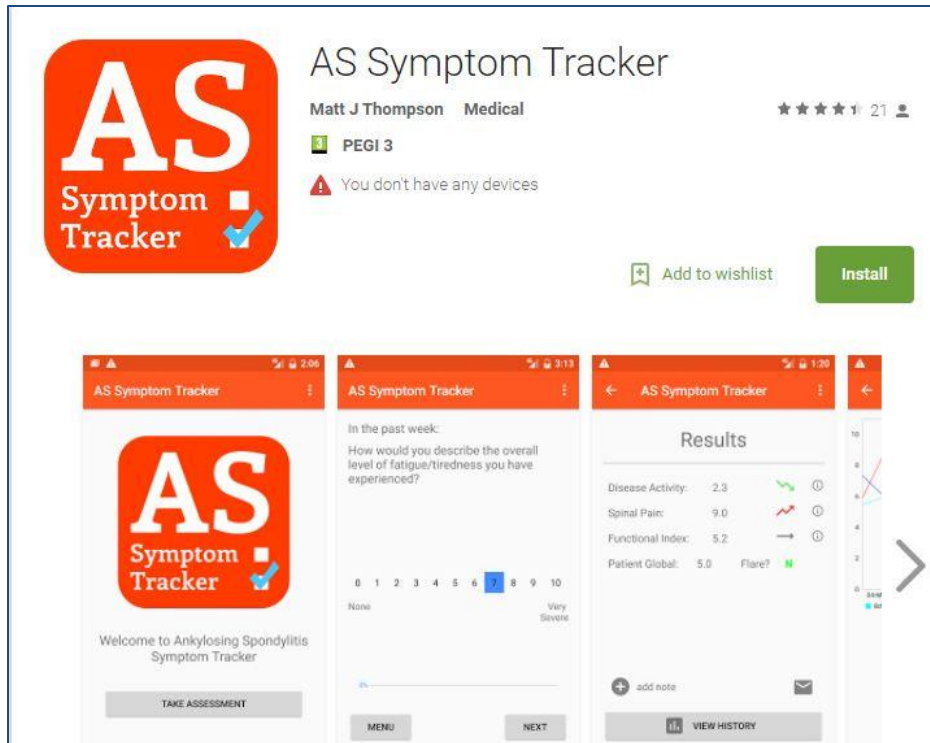 AS
Symptom
Tracker
AS Symptom Tracker
Matt J Thompson Medical
21
3 PEGI 3
You don't have any devices
Add to wishlist
Install
2:06
AS Symptom Tracker
AS
Symptom
Tracker
Welcome to Ankylosing Spondylitis
Symptom Tracker
TAKE ASSESSMENT
3:13
AS Symptom Tracker
In the past week:
How would you describe the overall
level of fatigue/tiredness you have
experienced?
0 1 2 3 4 5 6 7 8 9 10
None Very
Severe
MENU NEXT
1:20
AS Symptom Tracker
Results
Disease Activity: 2.3
Spinal Pain: 9.0
Functional Index: 5.2
Patient Global: 5.0 Flare? N
add note
VIEW HISTORY
10
8
6
4
2
0